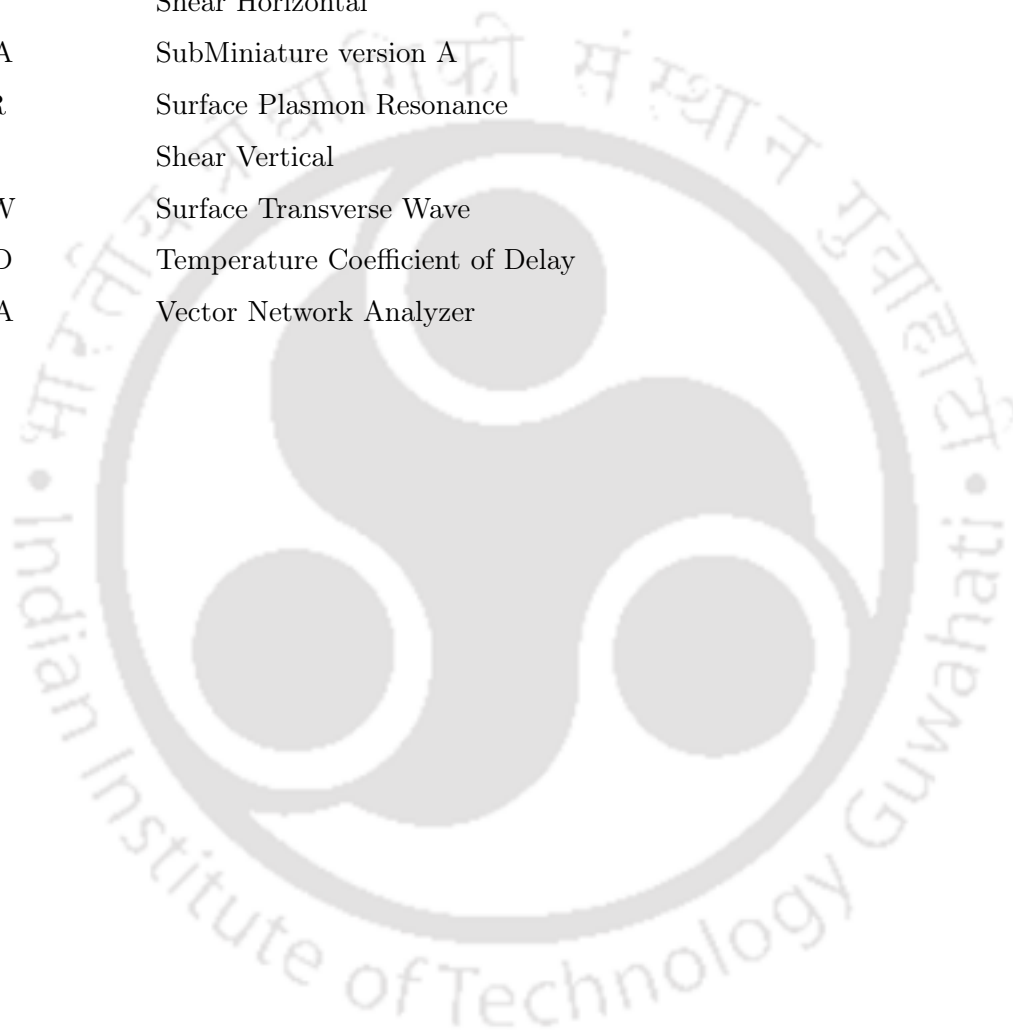 Shear Horizontal
A SubMiniature version A
R Surface Plasmon Resonance
Shear Vertical
W Surface Transverse Wave
D Temperature Coefficient of Delay
A Vector Network Analyzer
भारतीय प्रौद्योगिकी संस्थान गुवाहाटी
Indian Institute of Technology Guwahati